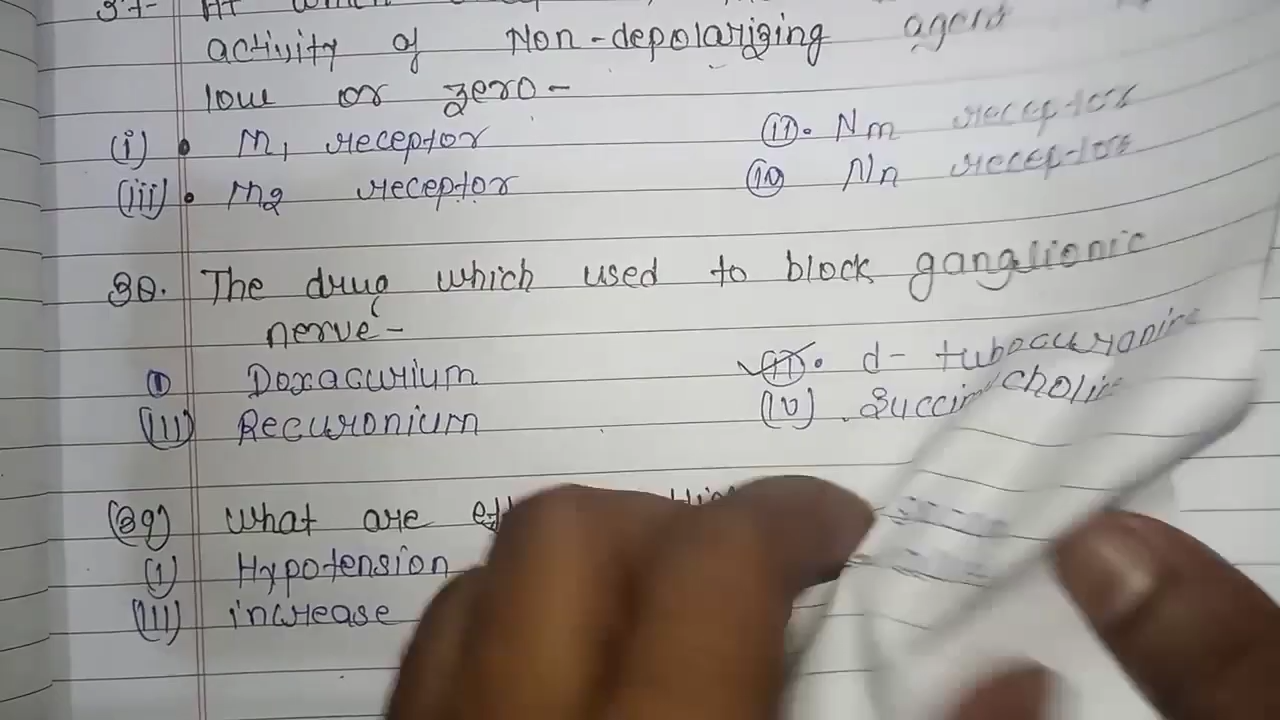 activity of Non-depolarizing agent
low or zero-
(i) • M1 receptor (ii). Nm receptor
(iii) • M2 receptor (iv) Nn receptor
30. The drug which used to block ganglionic
nerve-
(i) Doxacurium (ii). d- tubocuranine
(iii) Recuronium (iv) Succinylcholine
(39) What are
(i) Hypotension
(iii) increase